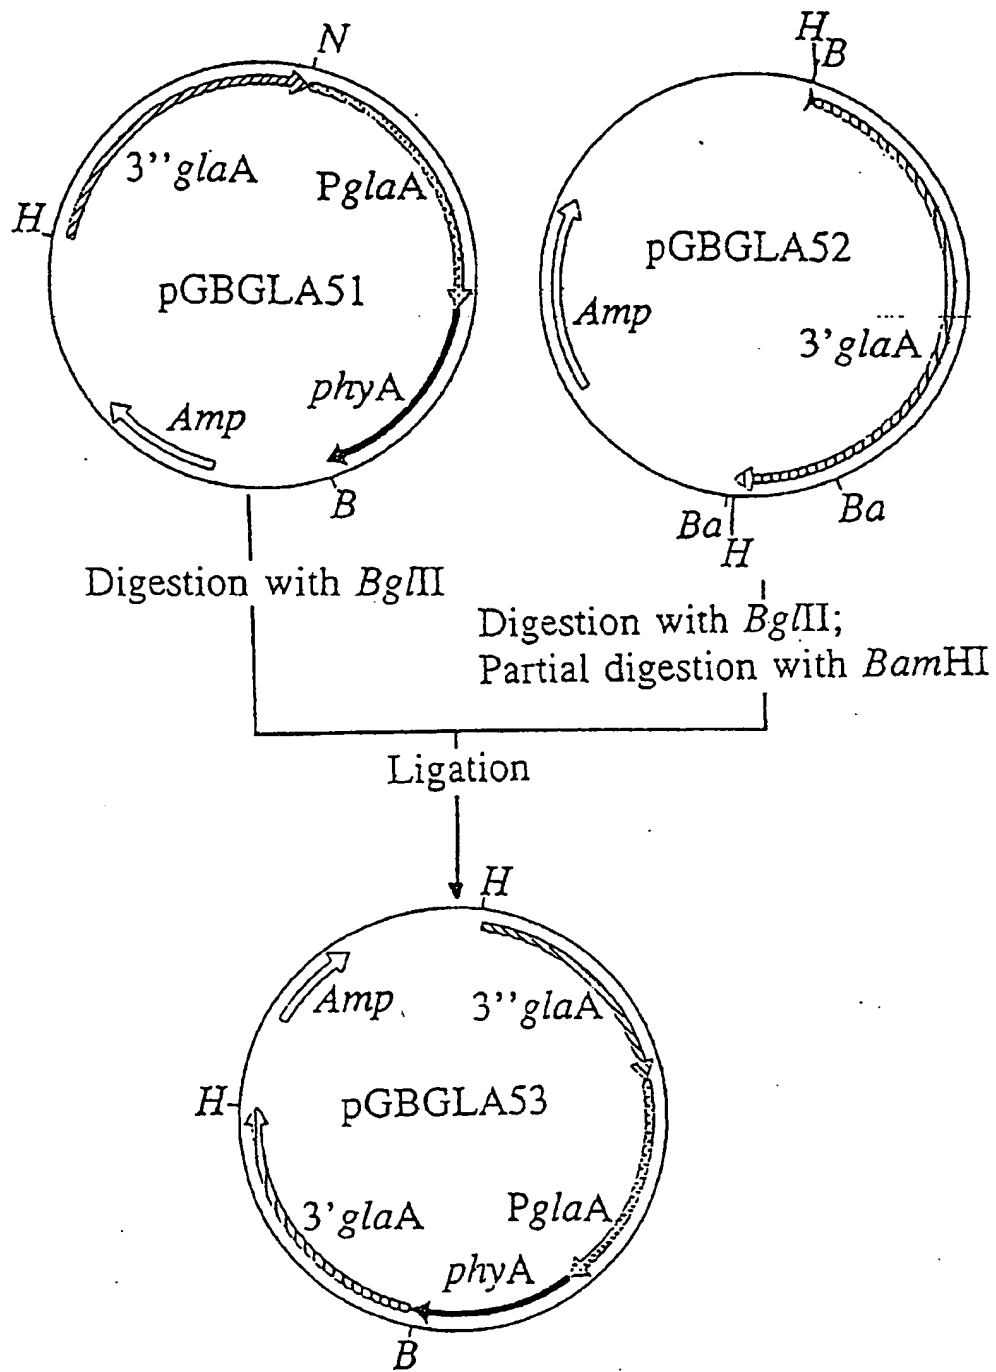 N
3''glaA
PglaA
H
pGBGLA51
phyA
Amp
B
H
B
pGBGLA52
Amp
3'glaA
Ba
Ba
H
Digestion with BglII
Digestion with BglII;
Partial digestion with BamHI
Ligation
H
Amp
3''glaA
H
pGBGLA53
3'glaA
PglaA
phyA
B